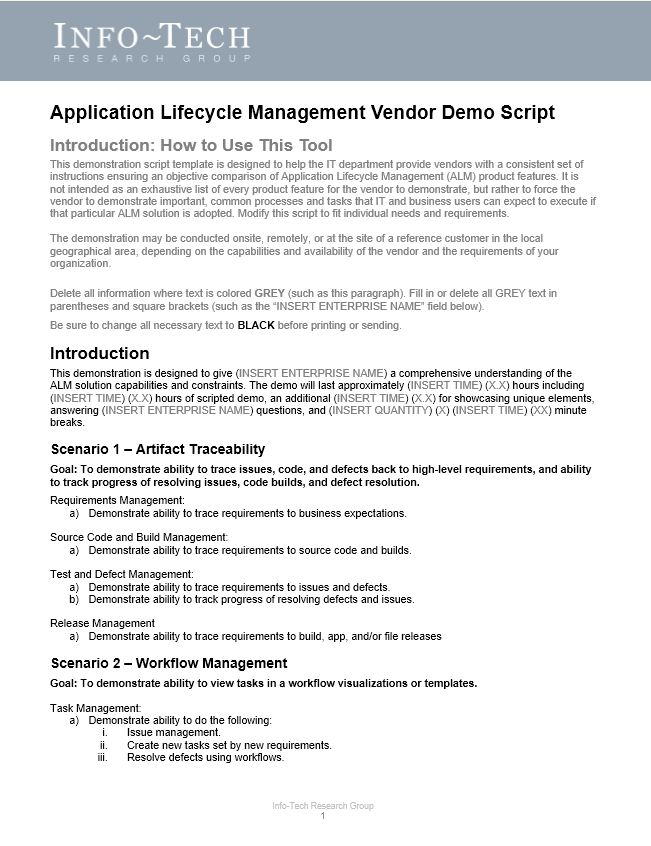 INFO~TECH
RESEARCH GROUP
Application Lifecycle Management Vendor Demo Script
Introduction: How to Use This Tool
This demonstration script template is designed to help the IT department provide vendors with a consistent set of
instructions ensuring an objective comparison of Application Lifecycle Management (ALM) product features. It is
not intended as an exhaustive list of every product feature for the vendor to demonstrate, but rather to force the
vendor to demonstrate important, common processes and tasks that IT and business users can expect to execute if
that particular ALM solution is adopted. Modify this script to fit individual needs and requirements.
The demonstration may be conducted onsite, remotely, or at the site of a reference customer in the local
geographical area, depending on the capabilities and availability of the vendor and the requirements of your
organization.
Delete all information where text is colored GREY (such as this paragraph). Fill in or delete all GREY text in
parentheses and square brackets (such as the “INSERT ENTERPRISE NAME” field below).
Be sure to change all necessary text to BLACK before printing or sending.
Introduction
This demonstration is designed to give (INSERT ENTERPRISE NAME) a comprehensive understanding of the
ALM solution capabilities and constraints. The demo will last approximately (INSERT TIME) (X.X) hours including
(INSERT TIME) (X.X) hours of scripted demo, an additional (INSERT TIME) (X.X) for showcasing unique elements,
answering (INSERT ENTERPRISE NAME) questions, and (INSERT QUANTITY) (X) (INSERT TIME) (XX) minute
breaks.
Scenario 1 – Artifact Traceability
Goal: To demonstrate ability to trace issues, code, and defects back to high-level requirements, and ability
to track progress of resolving issues, code builds, and defect resolution.
Requirements Management:
a) Demonstrate ability to trace requirements to business expectations.
Source Code and Build Management:
a) Demonstrate ability to trace requirements to source code and builds.
Test and Defect Management:
a) Demonstrate ability to trace requirements to issues and defects.
b) Demonstrate ability to track progress of resolving defects and issues.
Release Management
a) Demonstrate ability to trace requirements to build, app, and/or file releases
Scenario 2 – Workflow Management
Goal: To demonstrate ability to view tasks in a workflow visualizations or templates.
Task Management:
a) Demonstrate ability to do the following:
i. Issue management.
ii. Create new tasks set by new requirements.
iii. Resolve defects using workflows.
Info-Tech Research Group
1